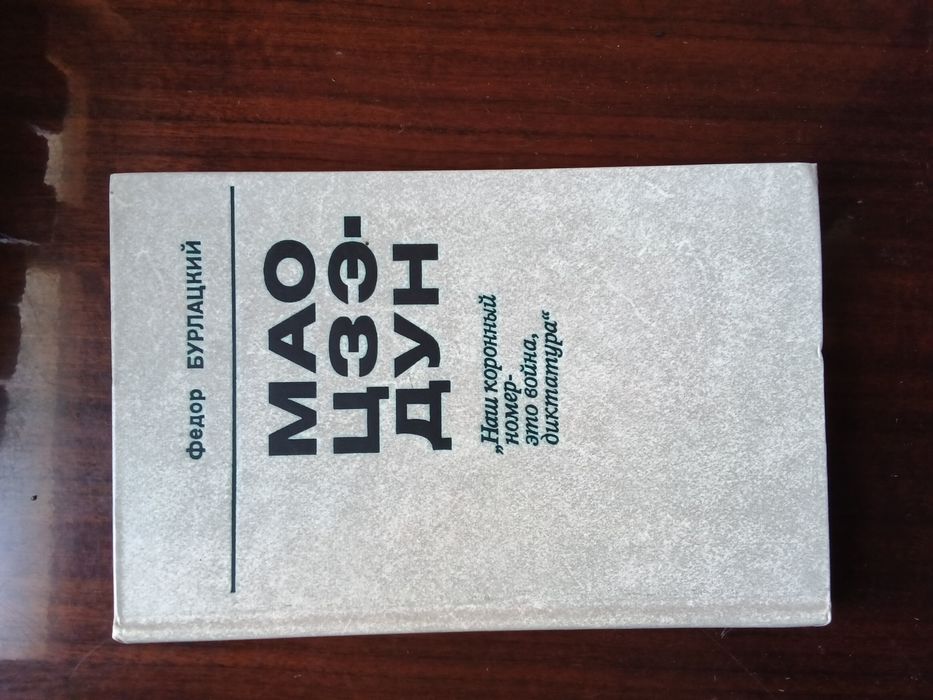 федор БУРЛАЦКИЙ
МАО
ЦЗЭ-
ДУН
„Наш коронный
номер-
это война,
диктатура“